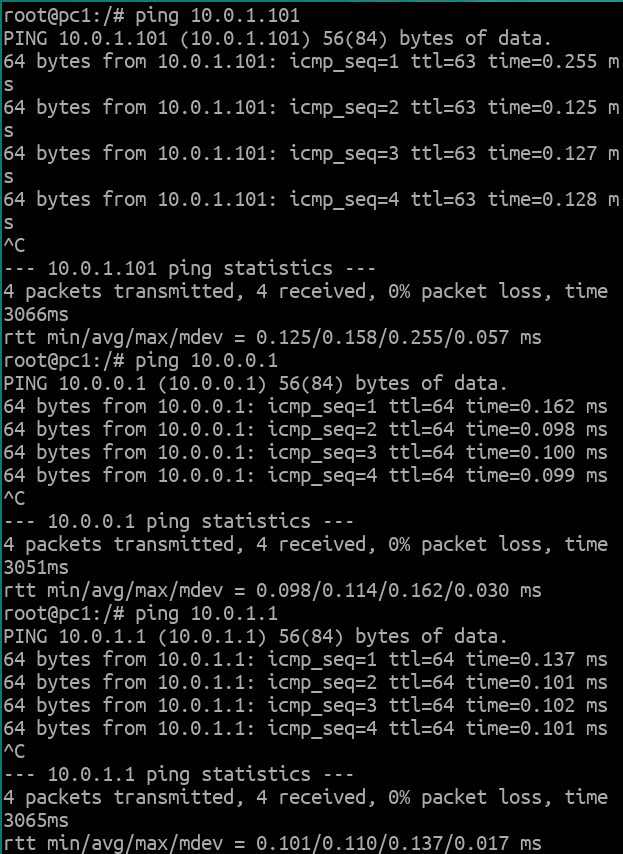 root@pc1:/# ping 10.0.1.101
PING 10.0.1.101 (10.0.1.101) 56(84) bytes of data.
64 bytes from 10.0.1.101: icmp_seq=1 ttl=63 time=0.255 m
s
64 bytes from 10.0.1.101: icmp_seq=2 ttl=63 time=0.125 m
s
64 bytes from 10.0.1.101: icmp_seq=3 ttl=63 time=0.127 m
s
64 bytes from 10.0.1.101: icmp_seq=4 ttl=63 time=0.128 m
s
^C
--- 10.0.1.101 ping statistics ---
4 packets transmitted, 4 received, 0% packet loss, time
3066ms
rtt min/avg/max/mdev = 0.125/0.158/0.255/0.057 ms
root@pc1:/# ping 10.0.0.1
PING 10.0.0.1 (10.0.0.1) 56(84) bytes of data.
64 bytes from 10.0.0.1: icmp_seq=1 ttl=64 time=0.162 ms
64 bytes from 10.0.0.1: icmp_seq=2 ttl=64 time=0.098 ms
64 bytes from 10.0.0.1: icmp_seq=3 ttl=64 time=0.100 ms
64 bytes from 10.0.0.1: icmp_seq=4 ttl=64 time=0.099 ms
^C
--- 10.0.0.1 ping statistics ---
4 packets transmitted, 4 received, 0% packet loss, time
3051ms
rtt min/avg/max/mdev = 0.098/0.114/0.162/0.030 ms
root@pc1:/# ping 10.0.1.1
PING 10.0.1.1 (10.0.1.1) 56(84) bytes of data.
64 bytes from 10.0.1.1: icmp_seq=1 ttl=64 time=0.137 ms
64 bytes from 10.0.1.1: icmp_seq=2 ttl=64 time=0.101 ms
64 bytes from 10.0.1.1: icmp_seq=3 ttl=64 time=0.102 ms
64 bytes from 10.0.1.1: icmp_seq=4 ttl=64 time=0.101 ms
^C
--- 10.0.1.1 ping statistics ---
4 packets transmitted, 4 received, 0% packet loss, time
3065ms
rtt min/avg/max/mdev = 0.101/0.110/0.137/0.017 ms